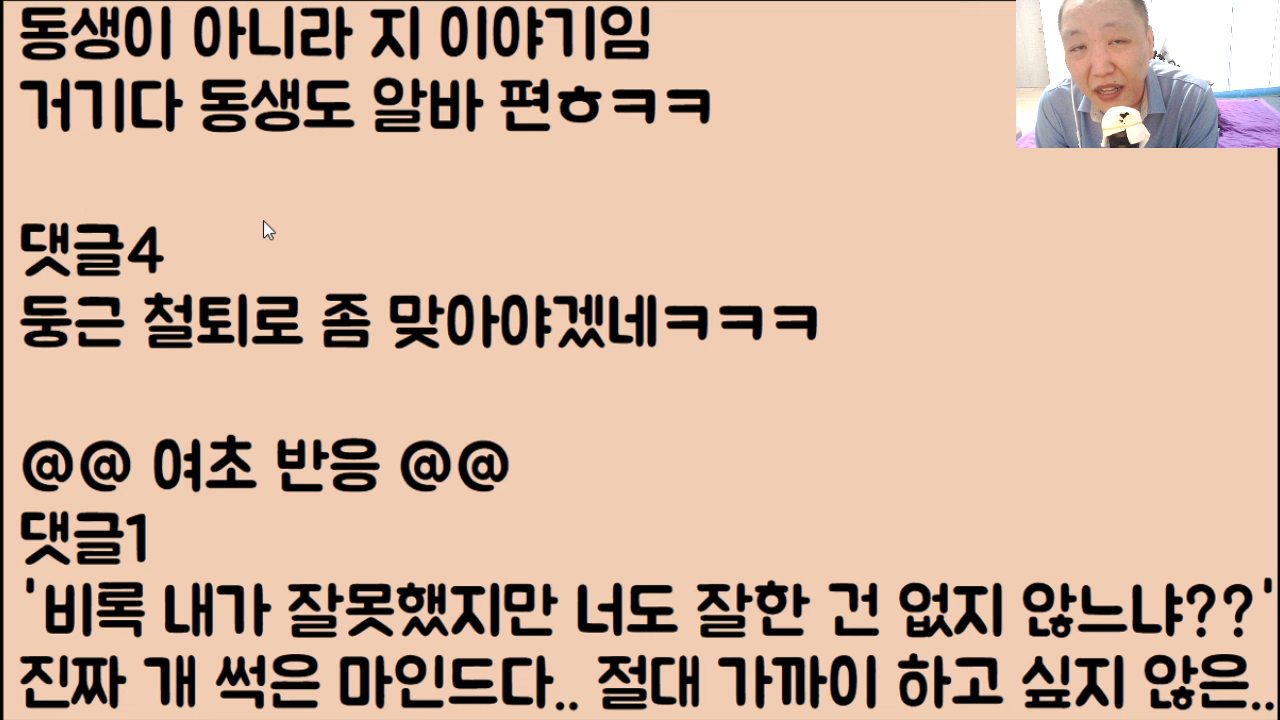 동생이 아니라 지 이야기임
거기다 동생도 알바 편ㅎㅋㅋ
댓글4
둥근 철퇴로 좀 맞아야겠네ㅋㅋㅋ
@@ 여초 반응 @@
댓글1
'비록 내가 잘못했지만 너도 잘한 건 없지 않느냐??'
진짜 개 썩은 마인드다.. 절대 가까이 하고 싶지 않은..